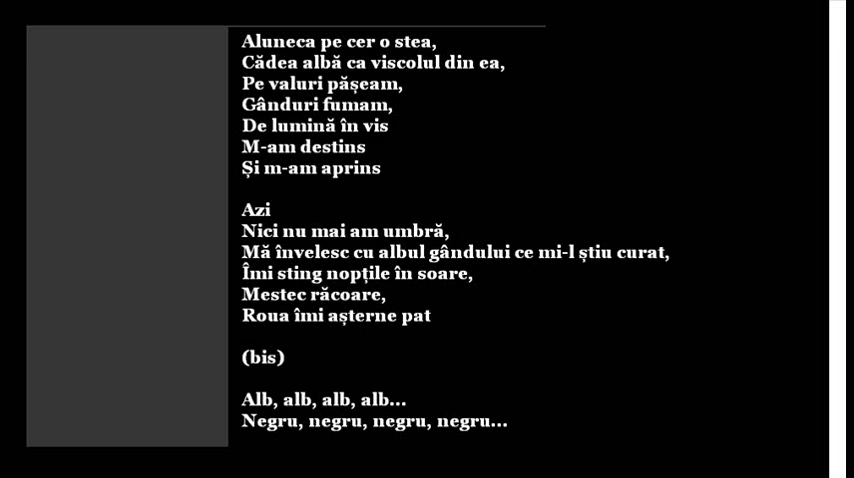 Aluneca pe cer o stea,
Cădea albă ca viscolul din ea,
Pe valuri pășeam,
Gânduri fumam,
De lumină în vis
M-am destins
Și m-am aprins
Azi
Nici nu mai am umbră,
Mă învelesc cu albul gândului ce mi-l știu curat,
Îmi sting nopțile în soare,
Mestec răcoare,
Roua îmi așterne pat
(bis)
Alb, alb, alb, alb...
Negru, negru, negru, negru...